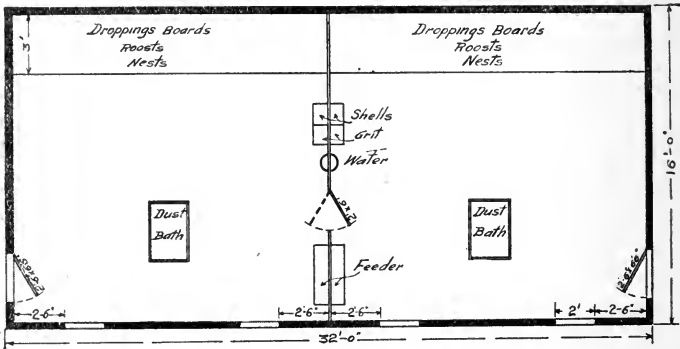 Droppings Boards
Roosts
Nests
Droppings Boards
Roosts
Nests
3'
Shells
Grit
Water
16'-0"
Dust
Bath
Dust
Bath
Feeder
2'-6"
2'-6"
2'-6"
2'
2'-6"
32'-0"